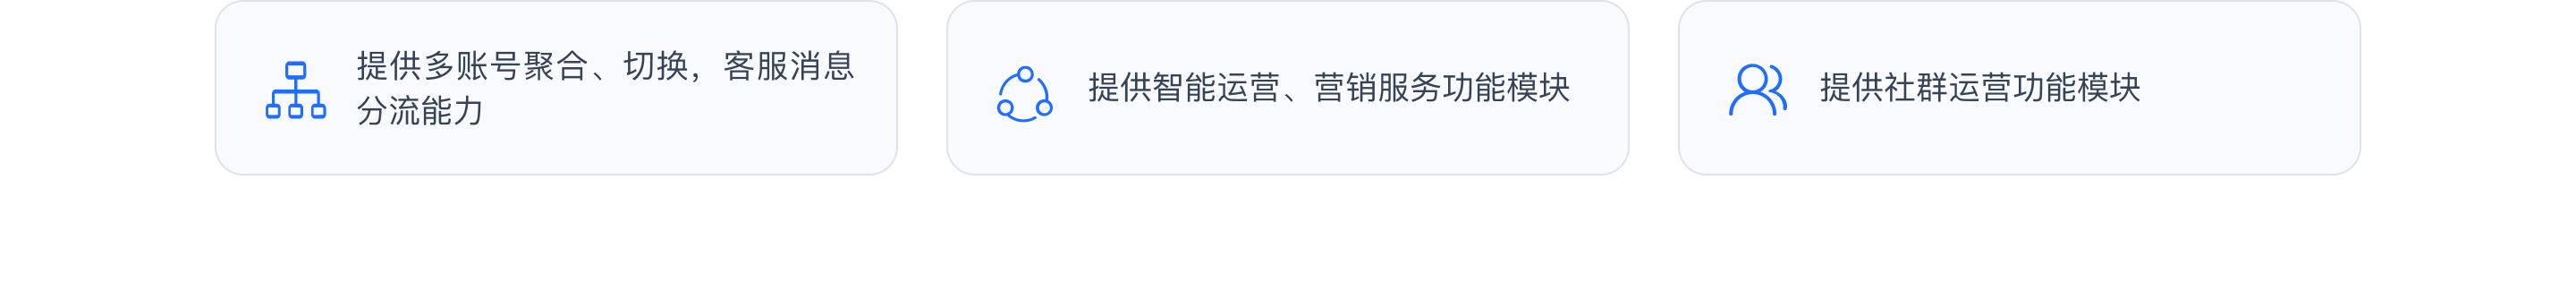 提供多账号聚合、切换，客服消息
分流能力
提供智能运营、营销服务功能模块
提供社群运营功能模块